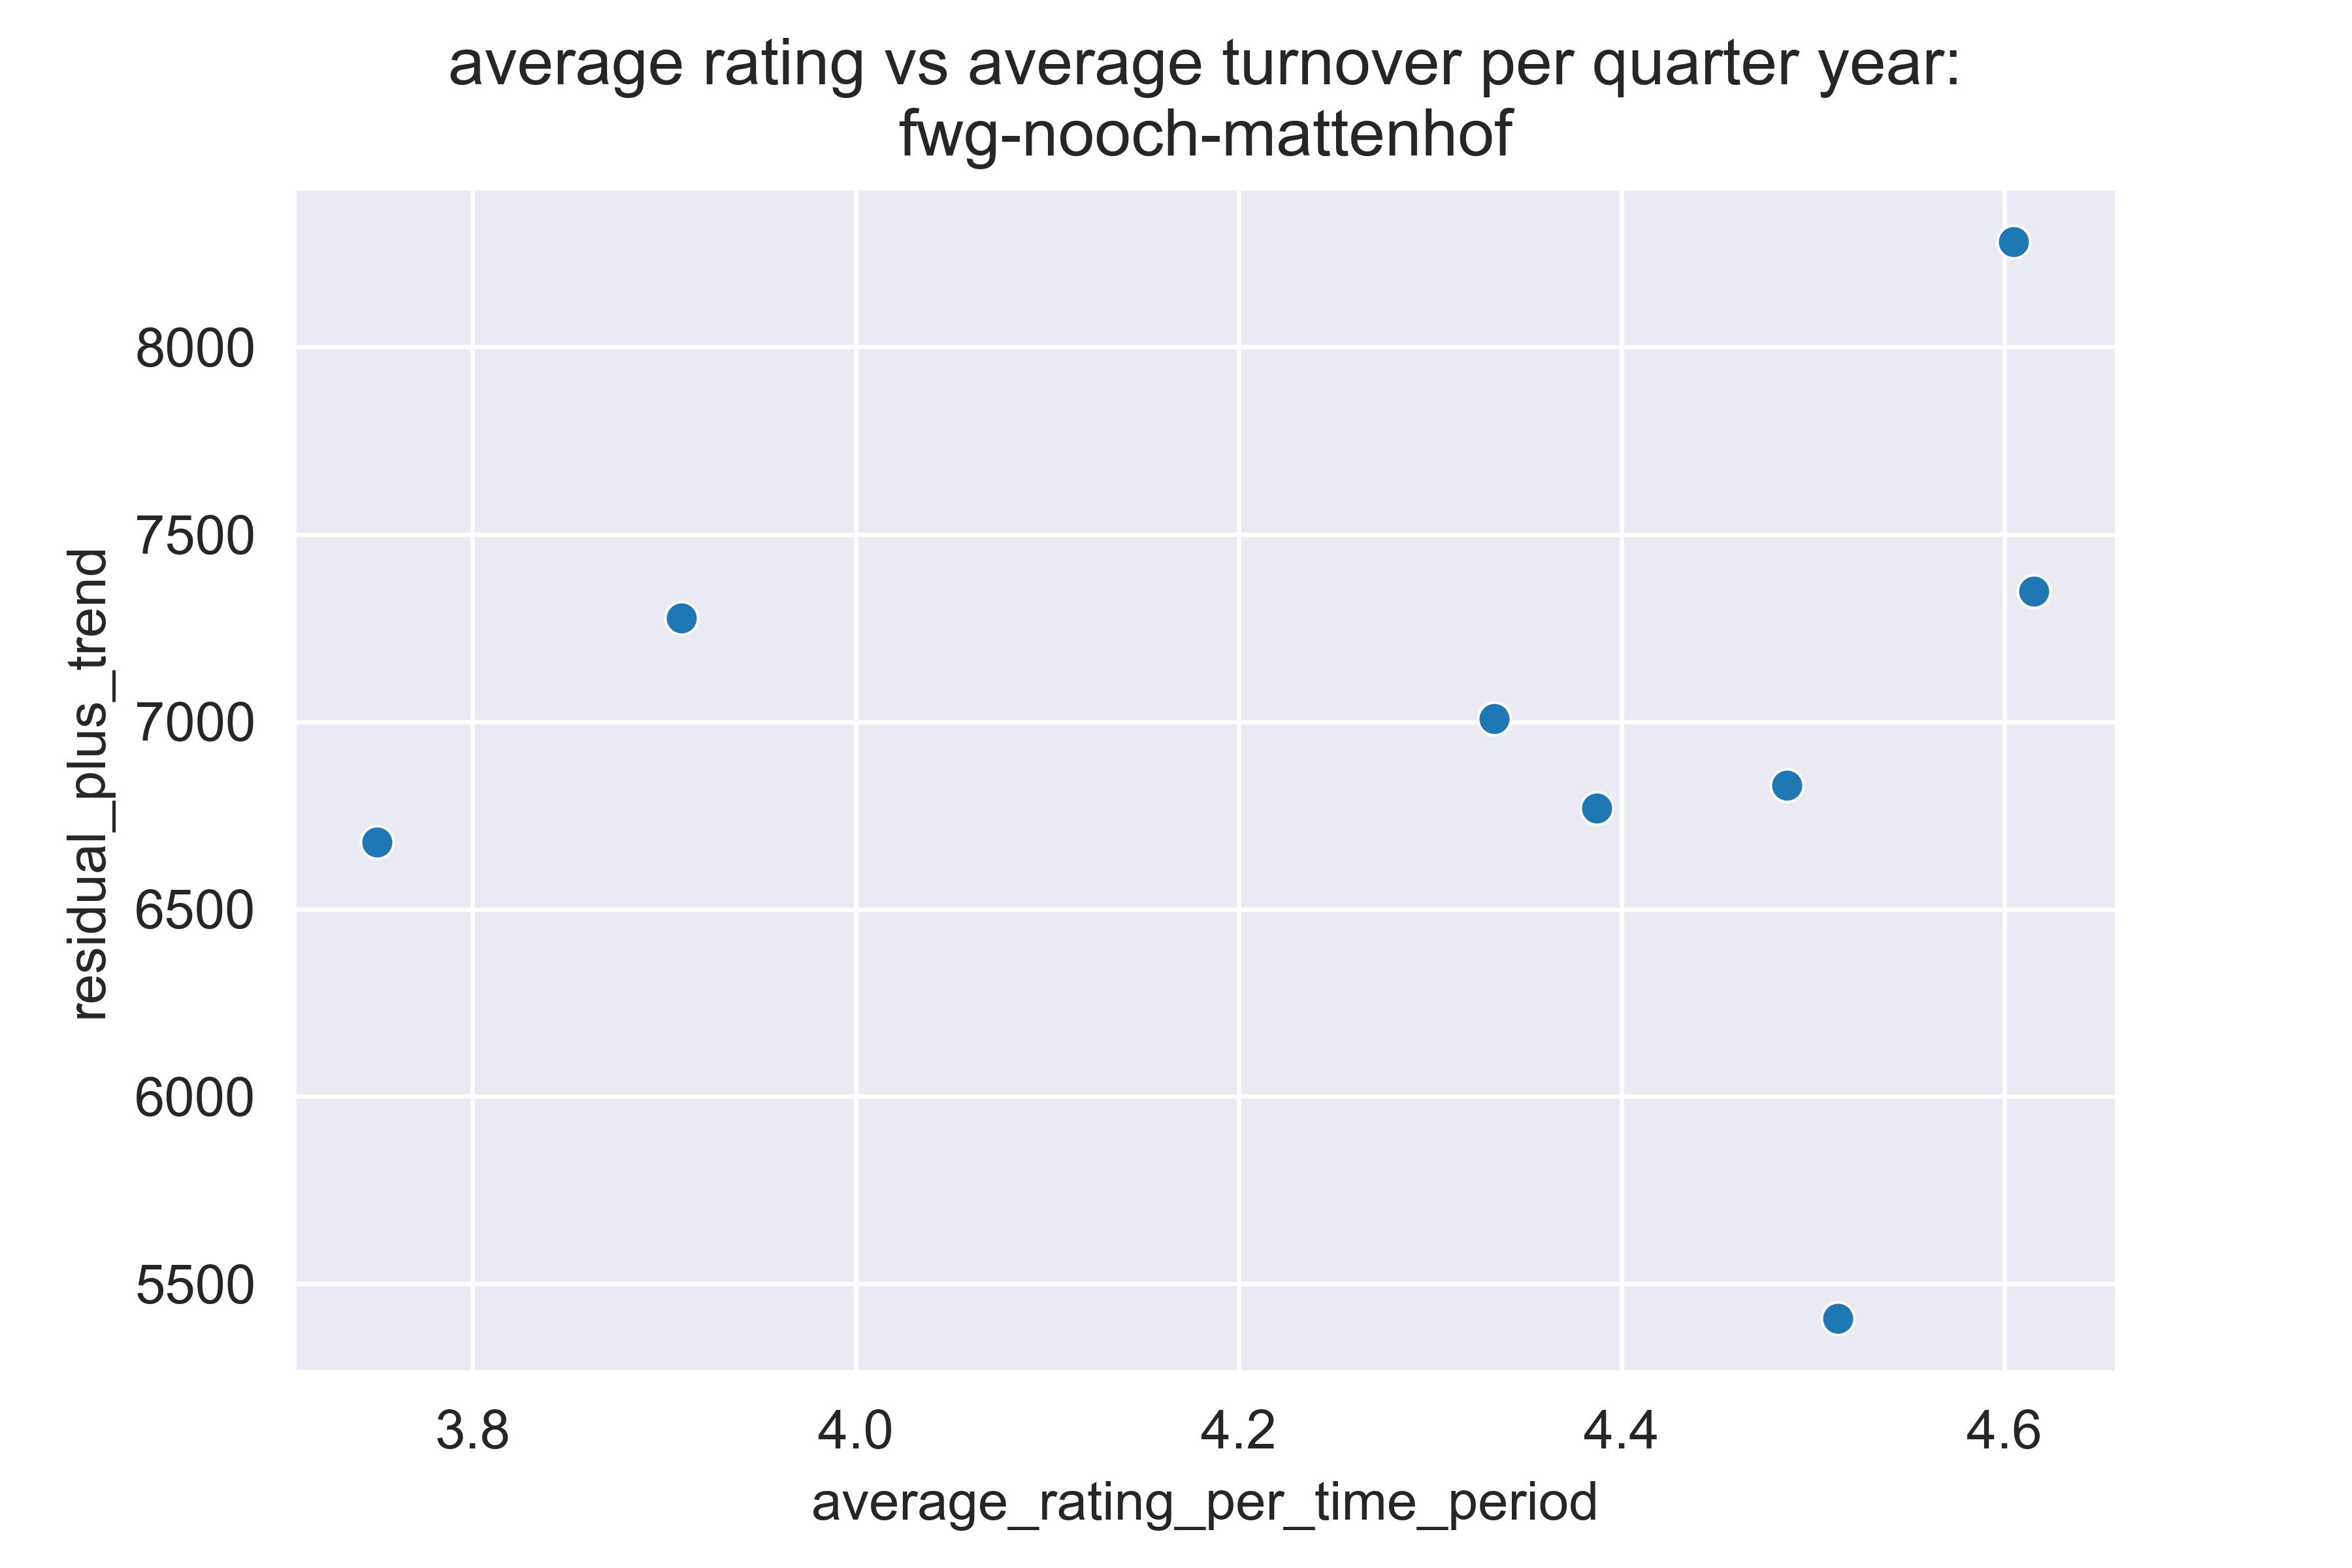 average rating vs average turnover per quarter year:
fwg-nooch-mattenhof
residual_plus_trend
8000
7500
7000
6500
6000
5500
3.8 4.0 4.2 4.4 4.6
average_rating_per_time_period